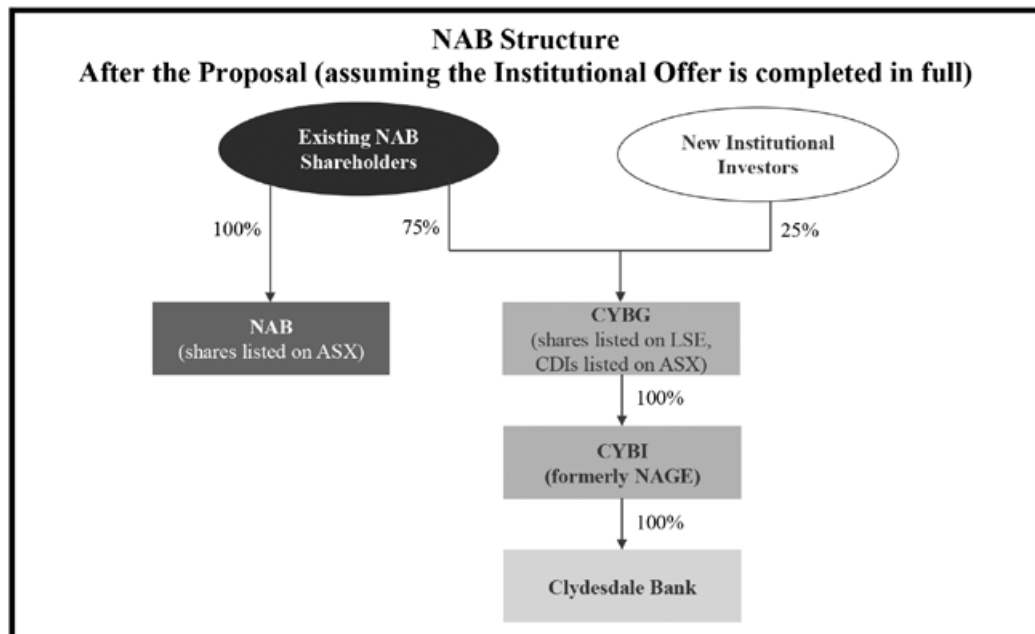 NAB Structure
After the Proposal (assuming the Institutional Offer is completed in full)
Existing NAB
Shareholders
New Institutional
Investors
100%
75%
25%
NAB
(shares listed on ASX)
CYBG
(shares listed on LSE,
CDIs listed on ASX)
100%
CYBI
(formerly NAGE)
100%
Clydesdale Bank